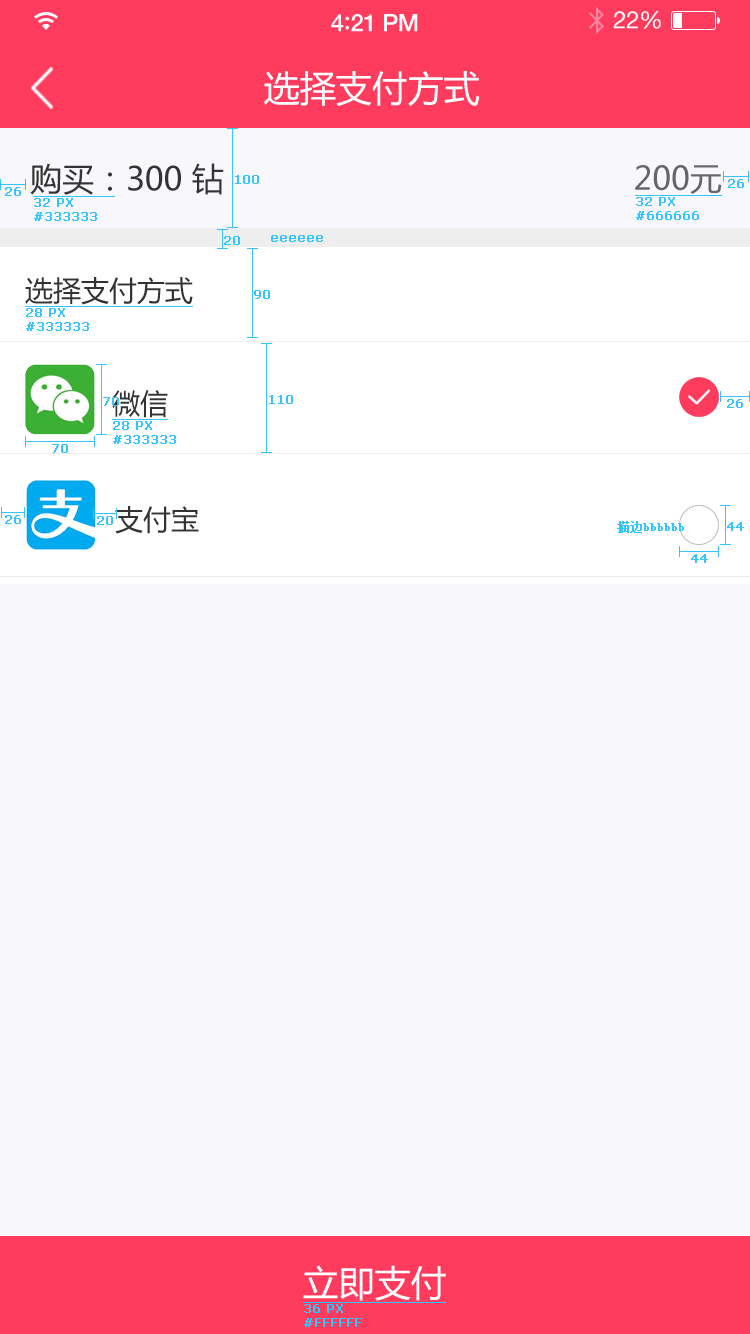 4:21 PM 22%
选择支付方式
购买：300 钻 100 200元
26 26
32 PX 32 PX
#333333 #666666
20 eeeeee
选择支付方式 90
28 PX
#333333
70 微信 110 26
28 PX
#333333
70
支
26 20 支付宝 描边bbbbbb 44
44
立即支付
36 PX
#FFFFFF